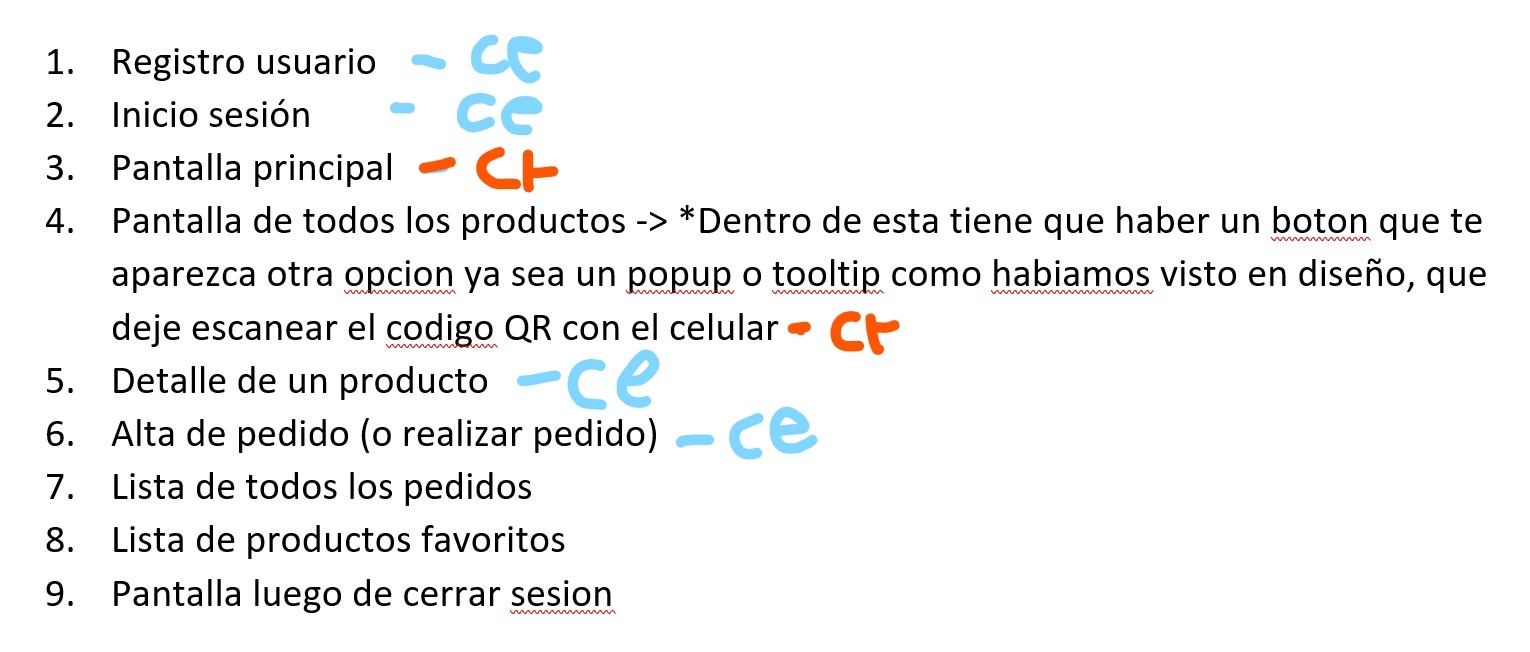 1. Registro usuario - ce
2. Inicio sesión - ce
3. Pantalla principal - cr
4. Pantalla de todos los productos -> *Dentro de esta tiene que haber un boton que te
aparezca otra opcion ya sea un popup o tooltip como habiamos visto en diseño, que
deje escanear el codigo QR con el celular - cr
5. Detalle de un producto - ce
6. Alta de pedido (o realizar pedido) - ce
7. Lista de todos los pedidos
8. Lista de productos favoritos
9. Pantalla luego de cerrar sesion